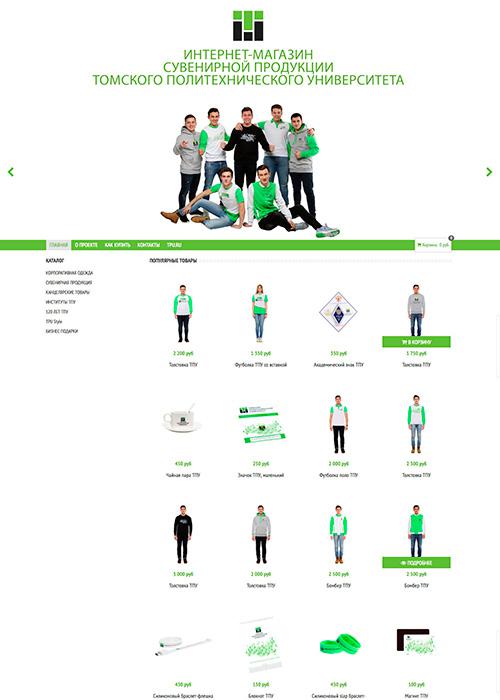 ИНТЕРНЕТ-МАГАЗИН
СУВЕНИРНОЙ ПРОДУКЦИИ
ТОМСКОГО ПОЛИТЕХНИЧЕСКОГО УНИВЕРСИТЕТА
ГЛАВНАЯ О ПРОЕКТЕ КАК КУПИТЬ КОНТАКТЫ TPU.RU Корзина: 0 руб. 0
КАТАЛОГ
КОРПОРАТИВНАЯ ОДЕЖДА
СУВЕНИРНАЯ ПРОДУКЦИЯ
КАНЦЕЛЯРСКИЕ ТОВАРЫ
ИНСТИТУТЫ ТПУ
120 ЛЕТ ТПУ
TPU Style
БИЗНЕС ПОДАРКИ
ПОПУЛЯРНЫЕ ТОВАРЫ
В КОРЗИНУ
2 200 руб 1 350 руб 350 руб 1 750 руб
Толстовка ТПУ Футболка ТПУ со вставкой Академический знак ТПУ Толстовка ТПУ
450 руб 250 руб 2 000 руб 2 500 руб
Чайная пара ТПУ Значок ТПУ, маленький Футболка поло ТПУ Толстовка ТПУ
ПОДРОБНЕЕ
3 000 руб 2 000 руб 2 500 руб 2 500 руб
Толстовка ТПУ Толстовка ТПУ Бомбер ТПУ Бомбер ТПУ
450 руб 150 руб 450 руб 100 руб
Силиконовый браслет-флешка Блокнот ТПУ Силиконовый slap браслет- Магнит ТПУ